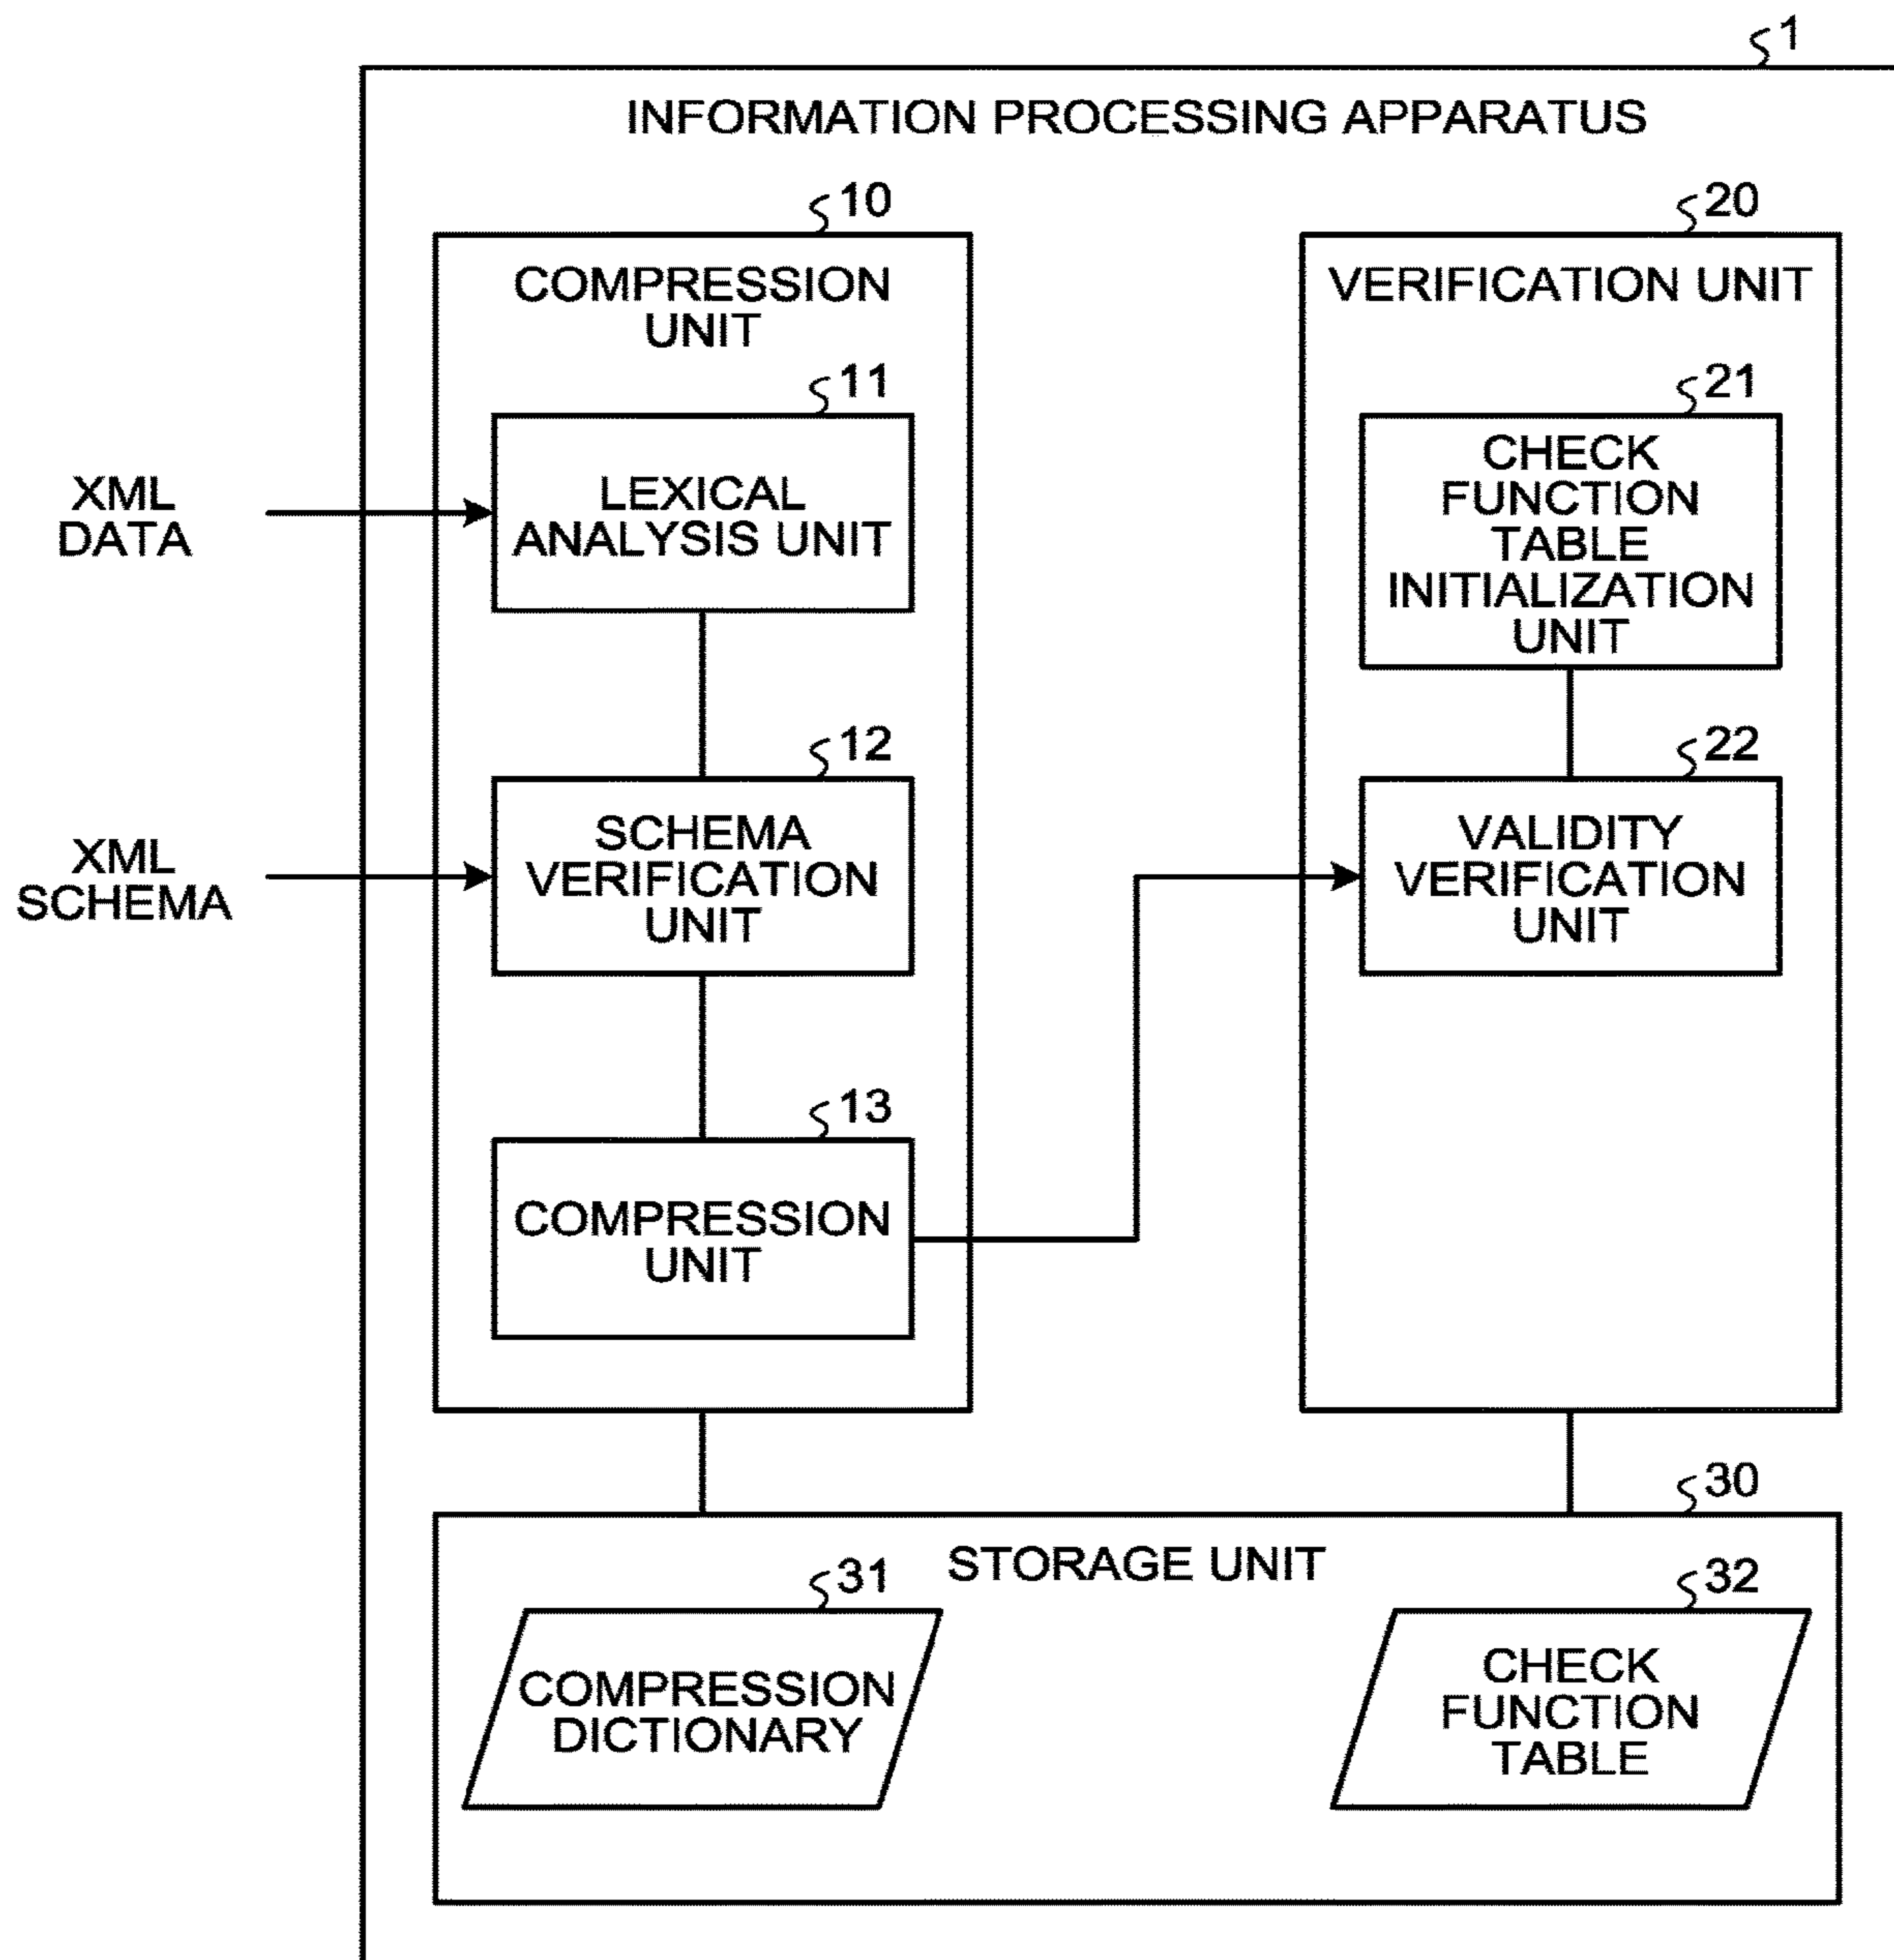 1
INFORMATION PROCESSING APPARATUS
10
COMPRESSION
UNIT
11
LEXICAL
ANALYSIS UNIT
XML
DATA
12
SCHEMA
VERIFICATION
UNIT
XML
SCHEMA
13
COMPRESSION
UNIT
20
VERIFICATION UNIT
21
CHECK
FUNCTION
TABLE
INITIALIZATION
UNIT
22
VALIDITY
VERIFICATION
UNIT
30
STORAGE UNIT
31
COMPRESSION
DICTIONARY
32
CHECK
FUNCTION
TABLE